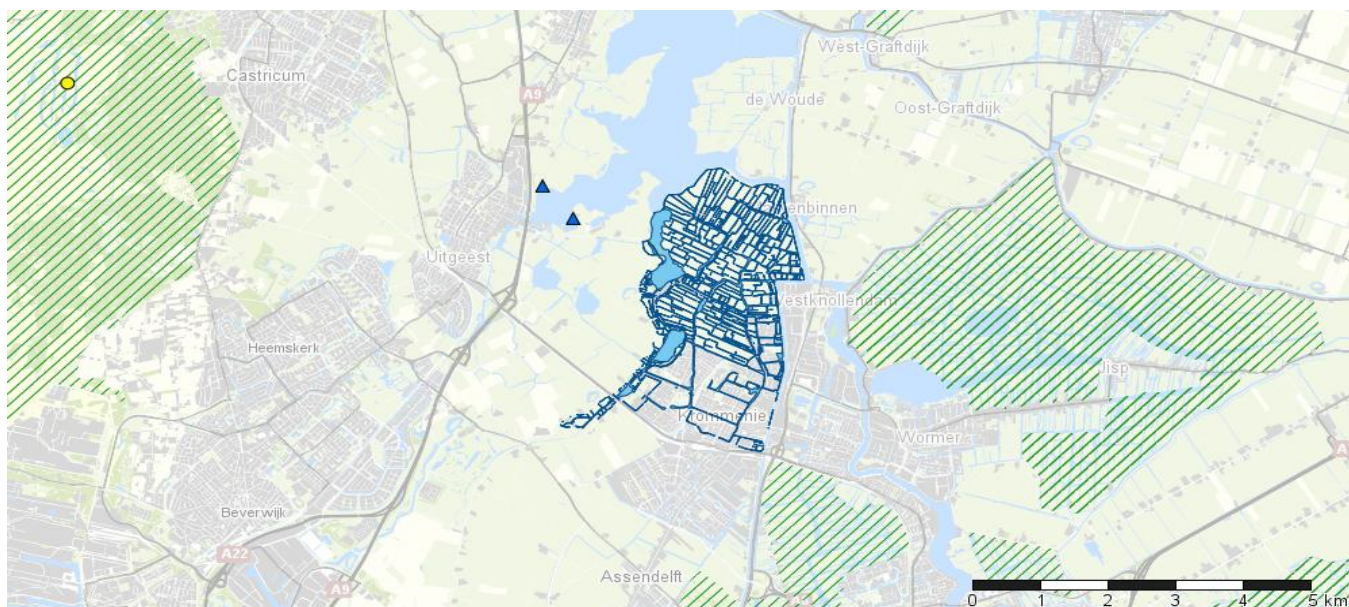 West-Graftdijk
Castricum
A9
de Woude
Oost-Graftdijk
Uitgeest
Heemskerk
Jisp
Krommenie
Wormer
Beverwijk
A22
A9
Assendelft
0 1 2 3 4 5 km